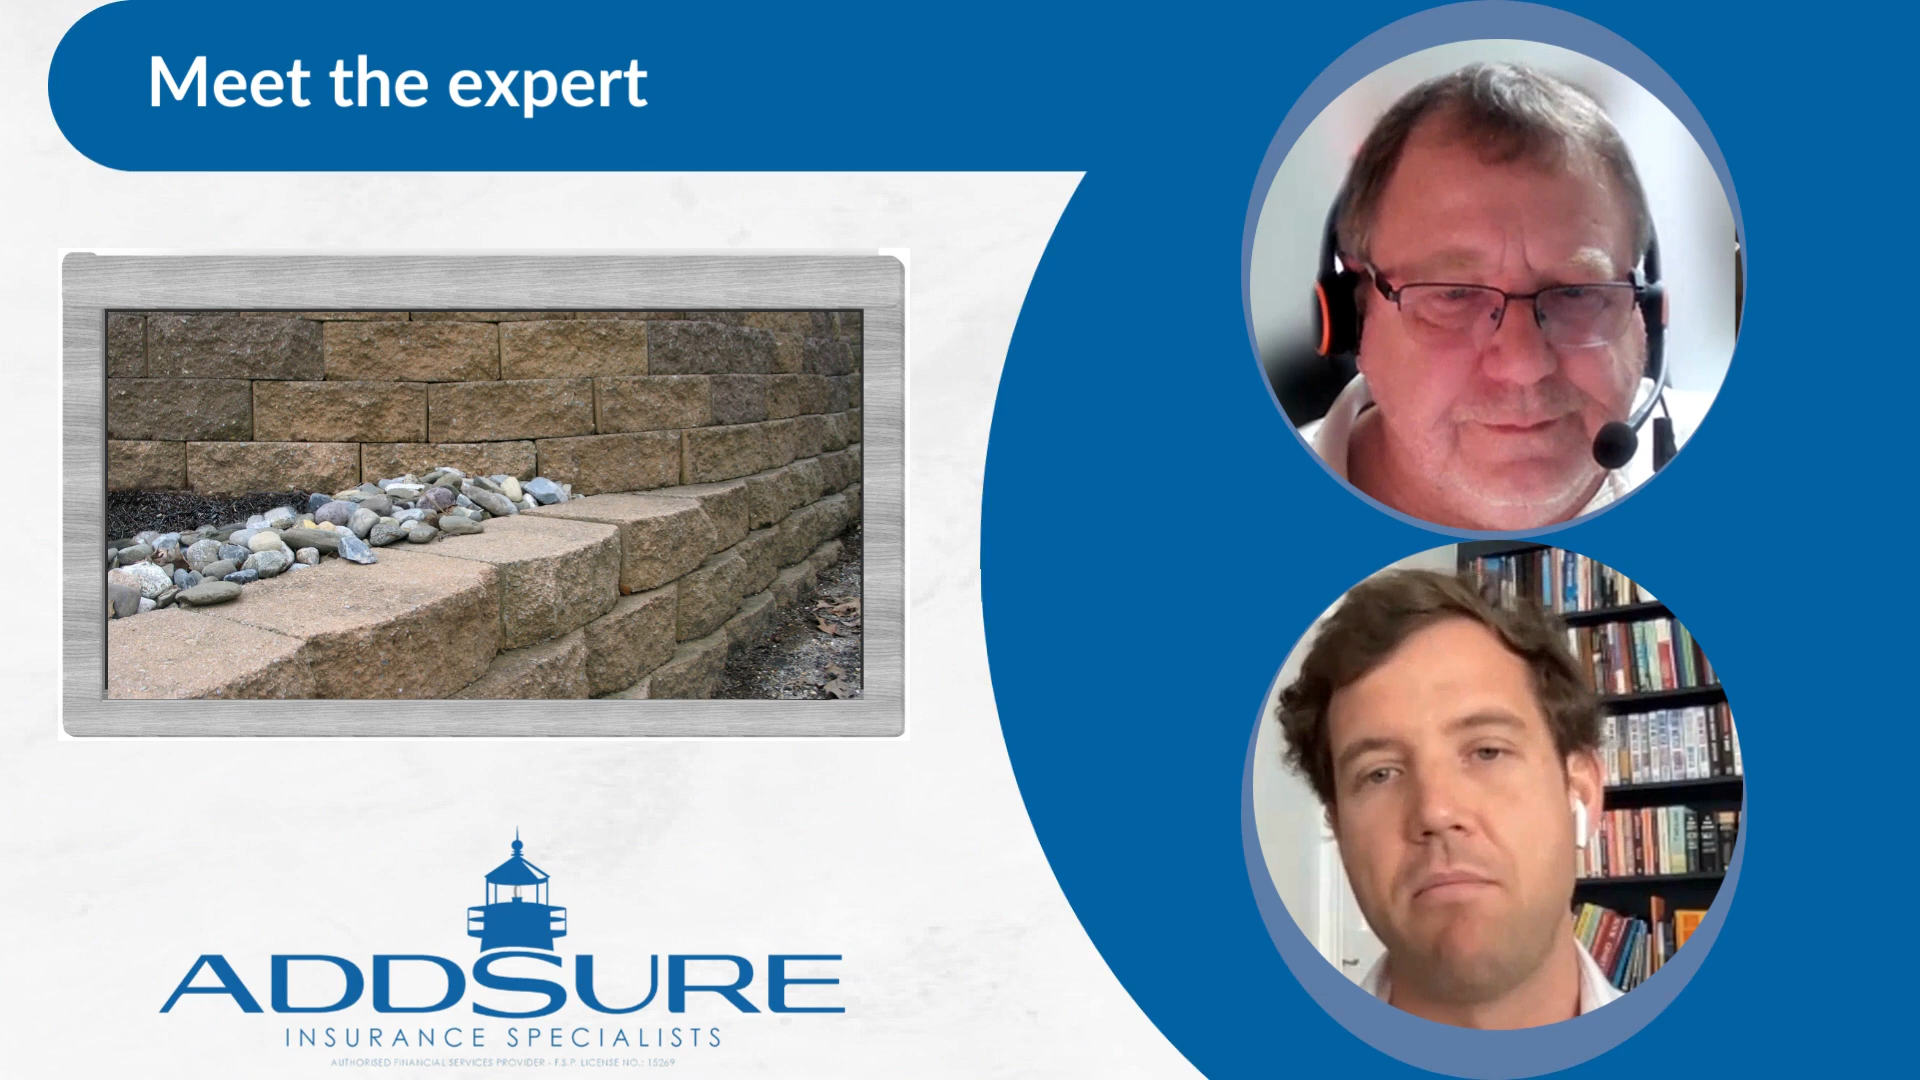 Meet the expert
ADDSURE
INSURANCE SPECIALISTS
AUTHORISED FINANCIAL SERVICES PROVIDER - F.S.P. LICENSE NO.: 15269